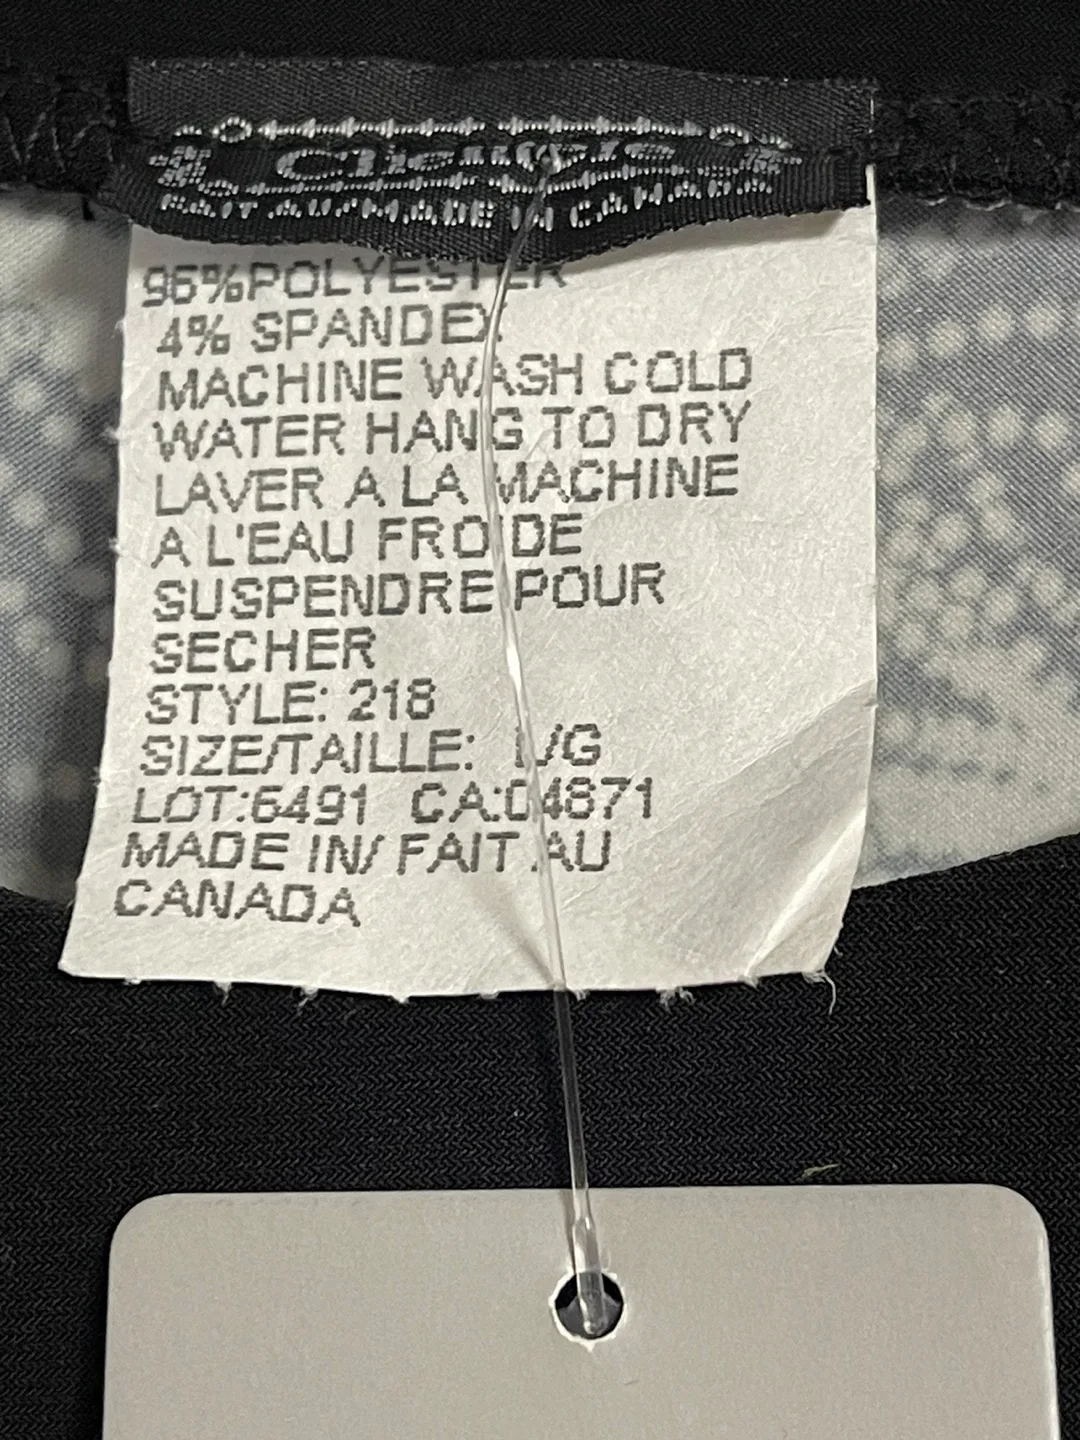 FAIT AU/MADE IN CANADA
96%POLYESTER
4% SPANDEX
MACHINE WASH COLD
WATER HANG TO DRY
LAVER A LA MACHINE
A L'EAU FROIDE
SUSPENDRE POUR
SECHER
STYLE: 218
SIZE/TAILLE: L/G
LOT:6491 CA:04871
MADE IN/ FAIT AU
CANADA